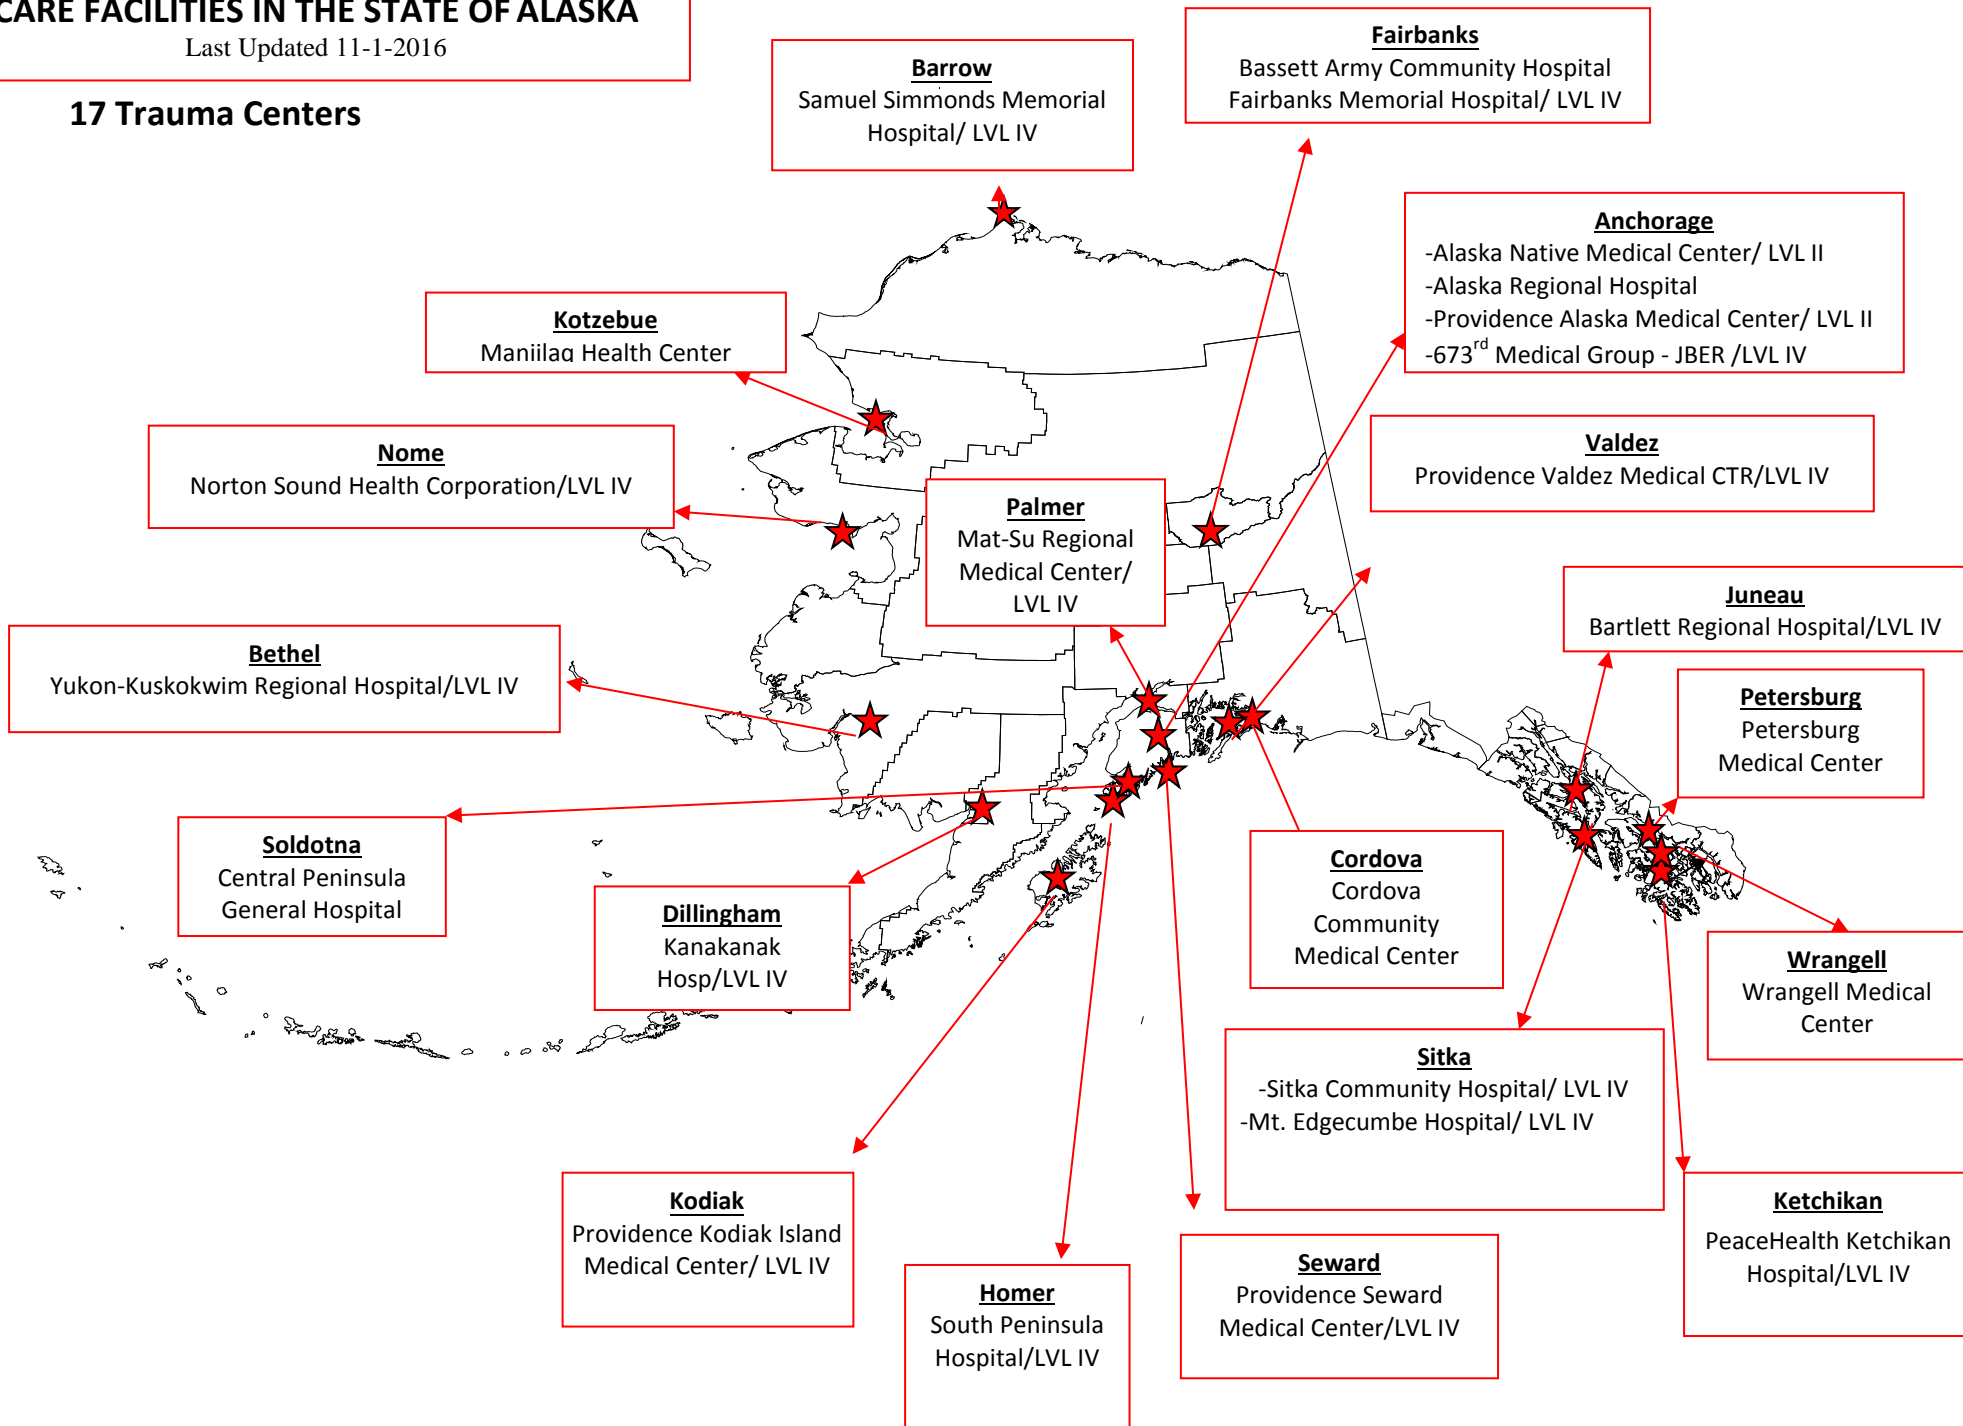 CARE FACILITIES IN THE STATE OF ALASKA
Last Updated 11-1-2016
17 Trauma Centers
Barrow
Samuel Simmonds Memorial
Hospital/ LVL IV
Fairbanks
Bassett Army Community Hospital
Fairbanks Memorial Hospital/ LVL IV
Anchorage
-Alaska Native Medical Center/ LVL II
-Alaska Regional Hospital
-Providence Alaska Medical Center/ LVL II
-673rd Medical Group - JBER /LVL IV
Kotzebue
Maniilaq Health Center
Nome
Norton Sound Health Corporation/LVL IV
Valdez
Providence Valdez Medical CTR/LVL IV
Palmer
Mat-Su Regional
Medical Center/
LVL IV
Juneau
Bartlett Regional Hospital/LVL IV
Bethel
Yukon-Kuskokwim Regional Hospital/LVL IV
Petersburg
Petersburg
Medical Center
Soldotna
Central Peninsula
General Hospital
Dillingham
Kanakanak
Hosp/LVL IV
Cordova
Cordova
Community
Medical Center
Wrangell
Wrangell Medical
Center
Sitka
-Sitka Community Hospital/ LVL IV
-Mt. Edgecumbe Hospital/ LVL IV
Kodiak
Providence Kodiak Island
Medical Center/ LVL IV
Homer
South Peninsula
Hospital/LVL IV
Seward
Providence Seward
Medical Center/LVL IV
Ketchikan
PeaceHealth Ketchikan
Hospital/LVL IV